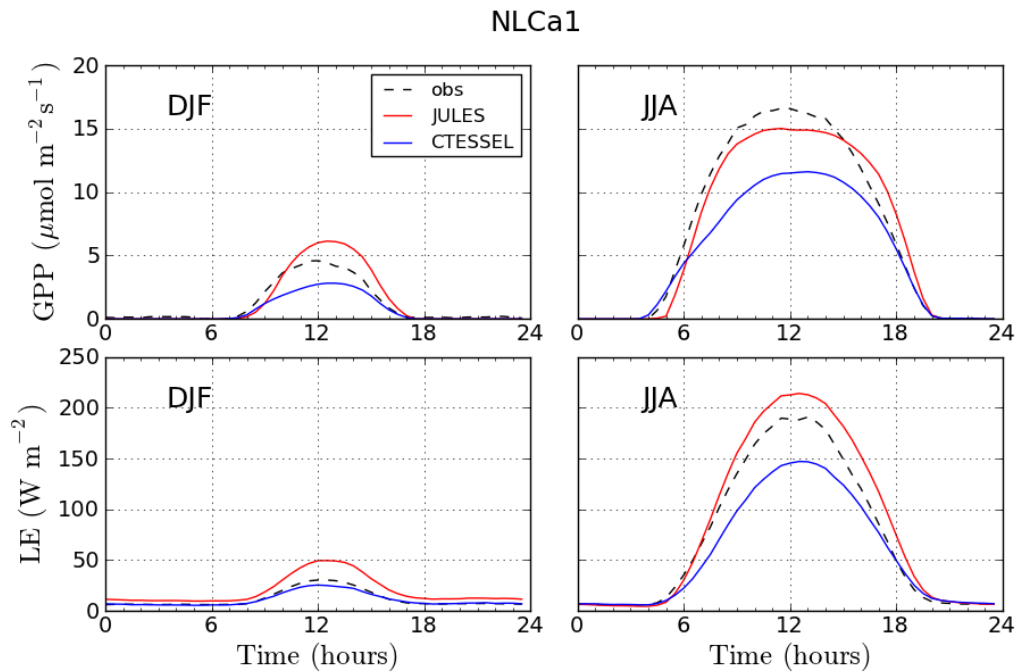 NLCa1
20
15
10
5
0
GPP (μmol m⁻² s⁻¹)
DJF
obs
JULES
CTESSEL
0 6 12 18 24
JJA
0 6 12 18 24
250
200
150
100
50
0
LE (W m⁻²)
DJF
0 6 12 18 24
Time (hours)
JJA
0 6 12 18 24
Time (hours)